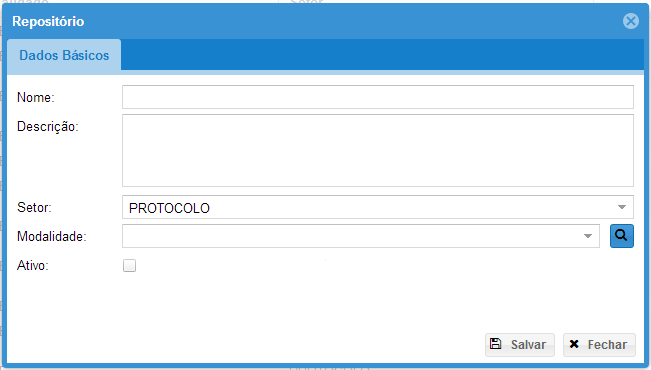 Repositório
Dados Básicos
Nome:
Descrição:
Setor:
PROTOCOLO
Modalidade:
Ativo:
Salvar
Fechar